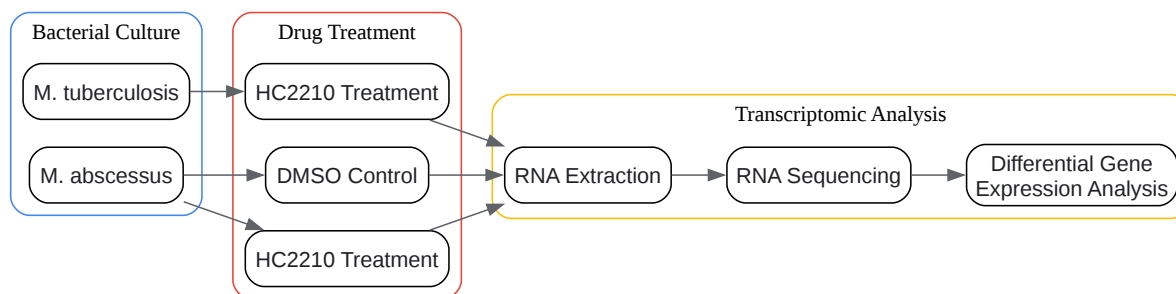 Bacterial Culture
M. tuberculosis
M. abscessus
Drug Treatment
HC2210 Treatment
DMSO Control
HC2210 Treatment
Transcriptomic Analysis
RNA Extraction
RNA Sequencing
Differential Gene
Expression Analysis